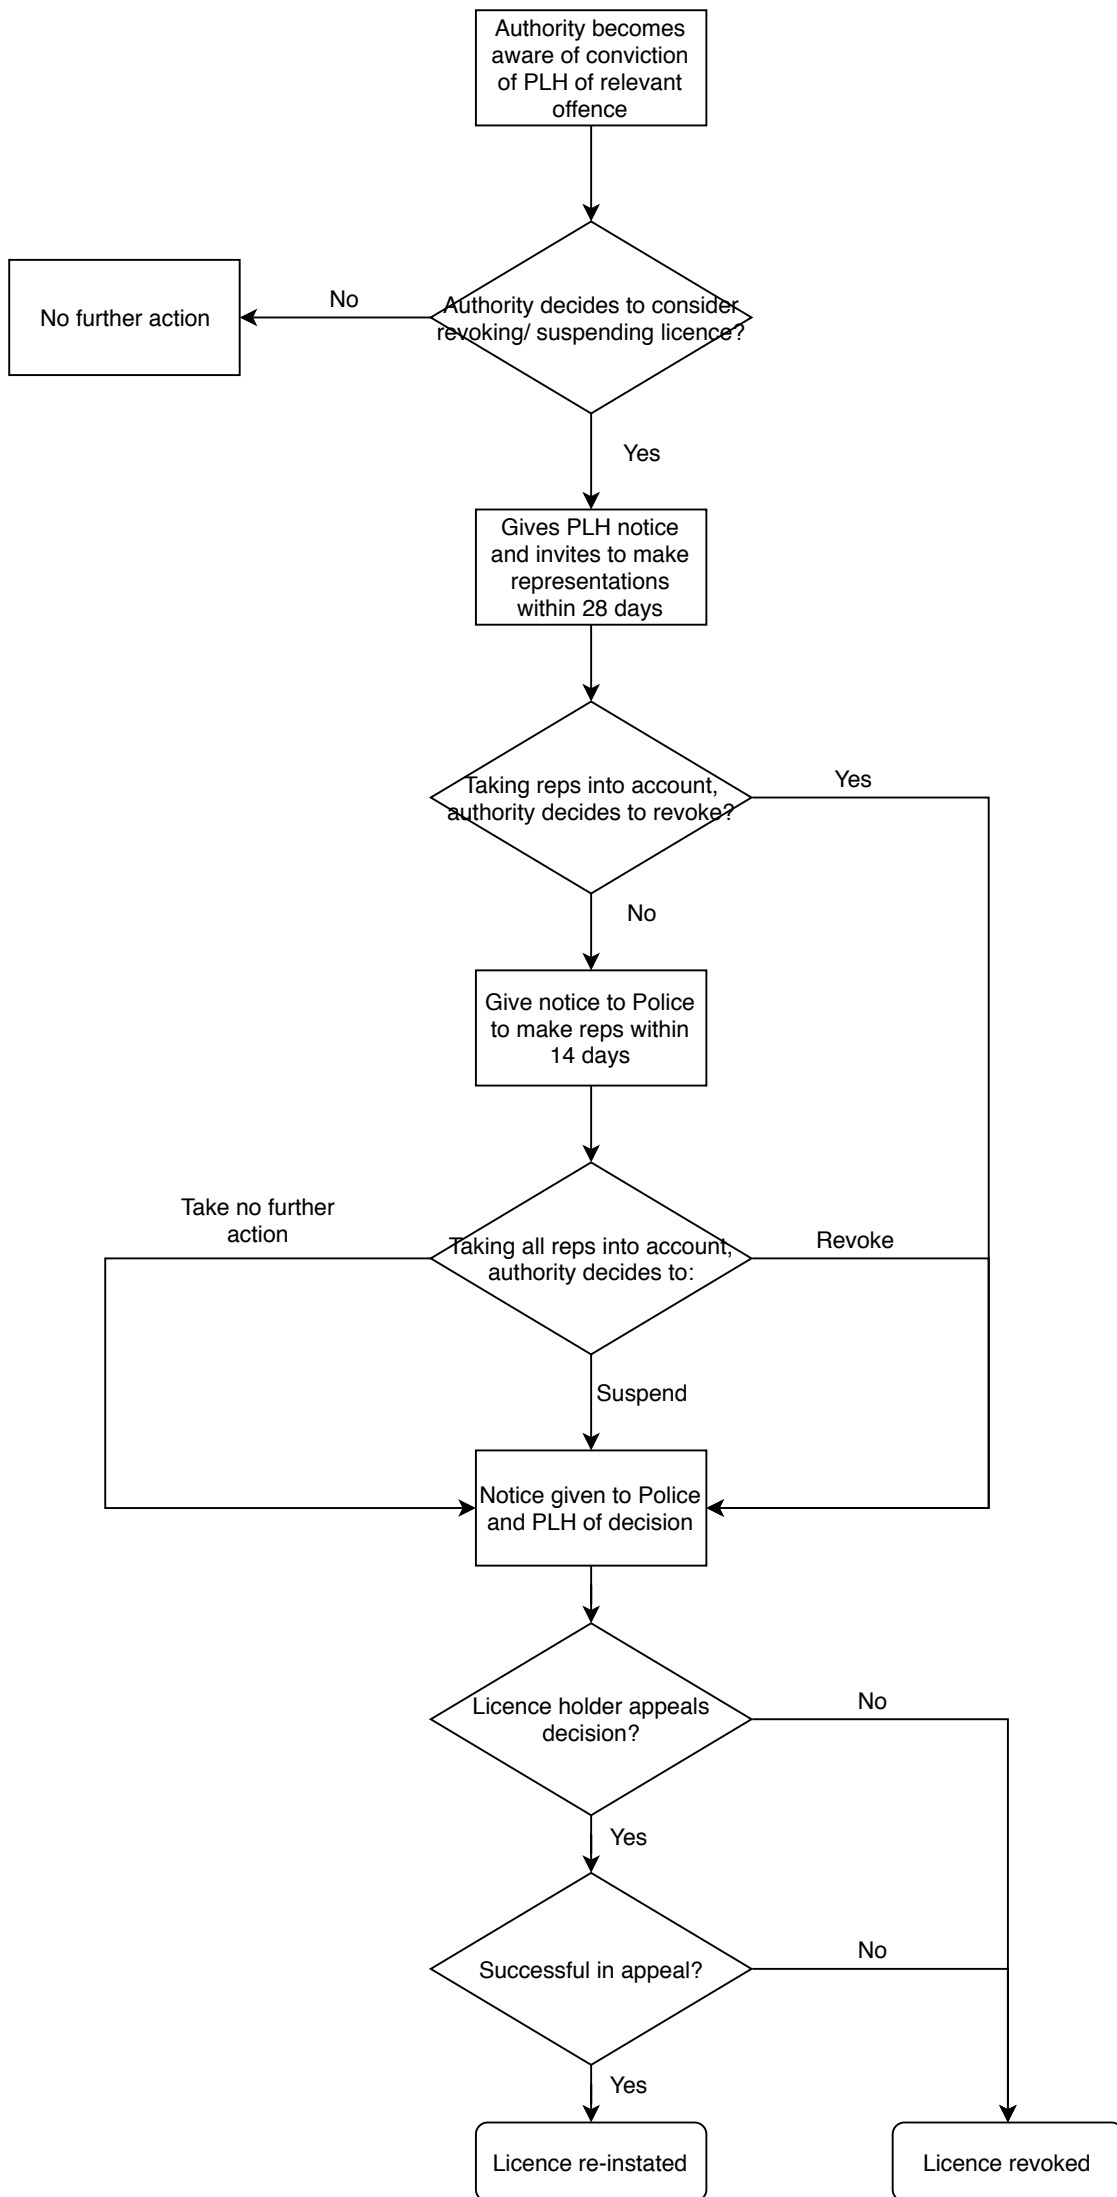 Authority becomes
aware of conviction
of PLH of relevant
offence
Authority decides to consider
revoking/ suspending licence?
No
No further action
Yes
Gives PLH notice
and invites to make
representations
within 28 days
Taking reps into account,
authority decides to revoke?
Yes
No
Give notice to Police
to make reps within
14 days
Take no further
action
Taking all reps into account,
authority decides to:
Revoke
Suspend
Notice given to Police
and PLH of decision
Licence holder appeals
decision?
No
Yes
Successful in appeal?
No
Yes
Licence re-instated
Licence revoked